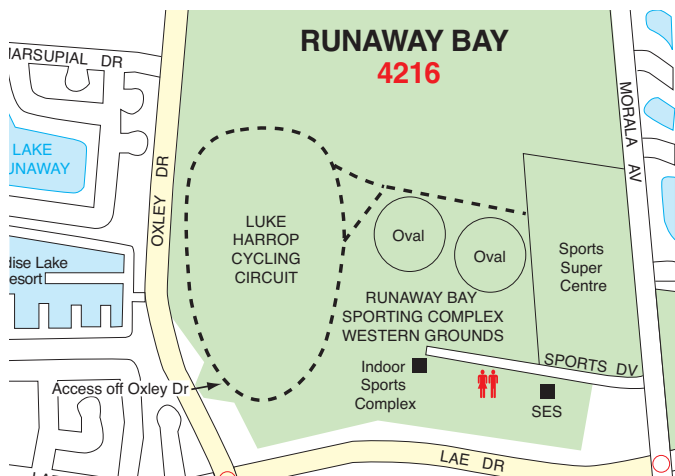 RUNAWAY BAY
4216
MARSUPIAL DR
LAKE
RUNAWAY
OXLEY DR
MORALA AV
LUKE
HARROP
CYCLING
CIRCUIT
Oval
Oval
Sports
Super
Centre
dise Lake
esort
RUNAWAY BAY
SPORTING COMPLEX
WESTERN GROUNDS
SPORTS DV
Indoor
Sports
Complex
SES
Access off Oxley Dr
LAE DR